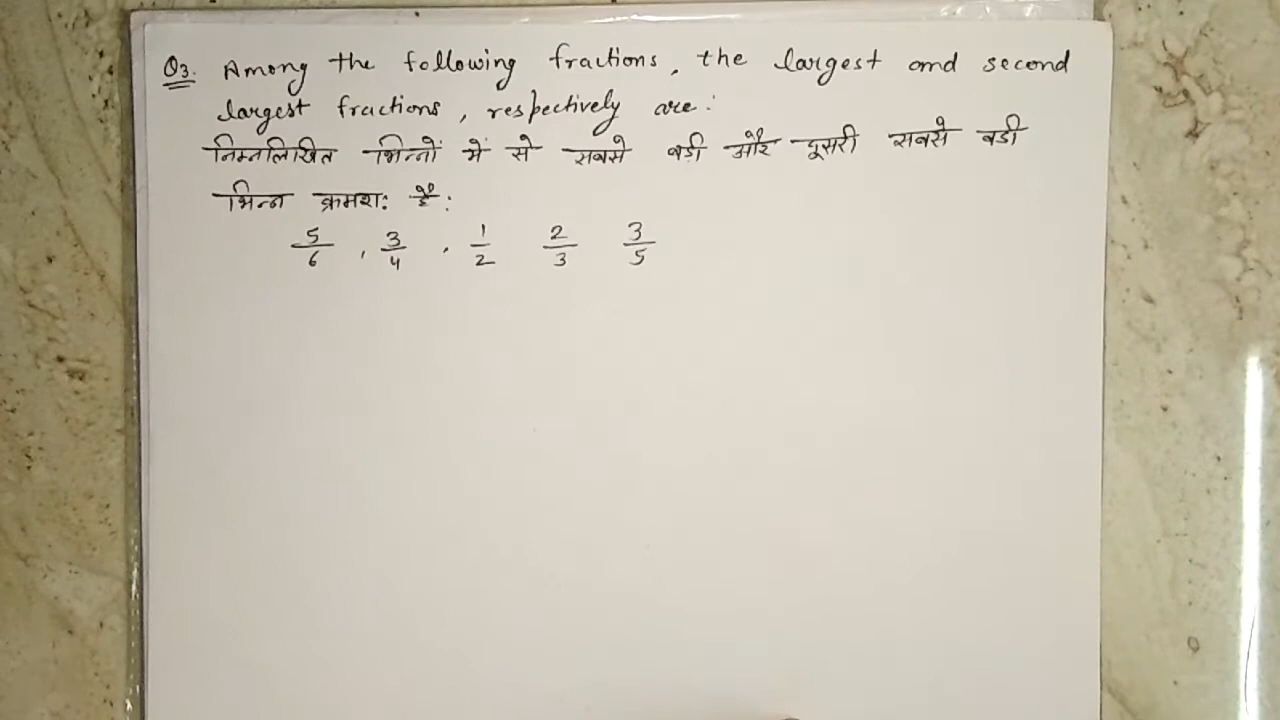 Q3. Among the following fractions, the largest and second
largest fractions, respectively are:
निम्नलिखित भिन्नों में से सबसे बडी और दूसरी सबसे बडी
भिन्न क्रमश: है:
5/6, 3/4, 1/2 2/3 3/5